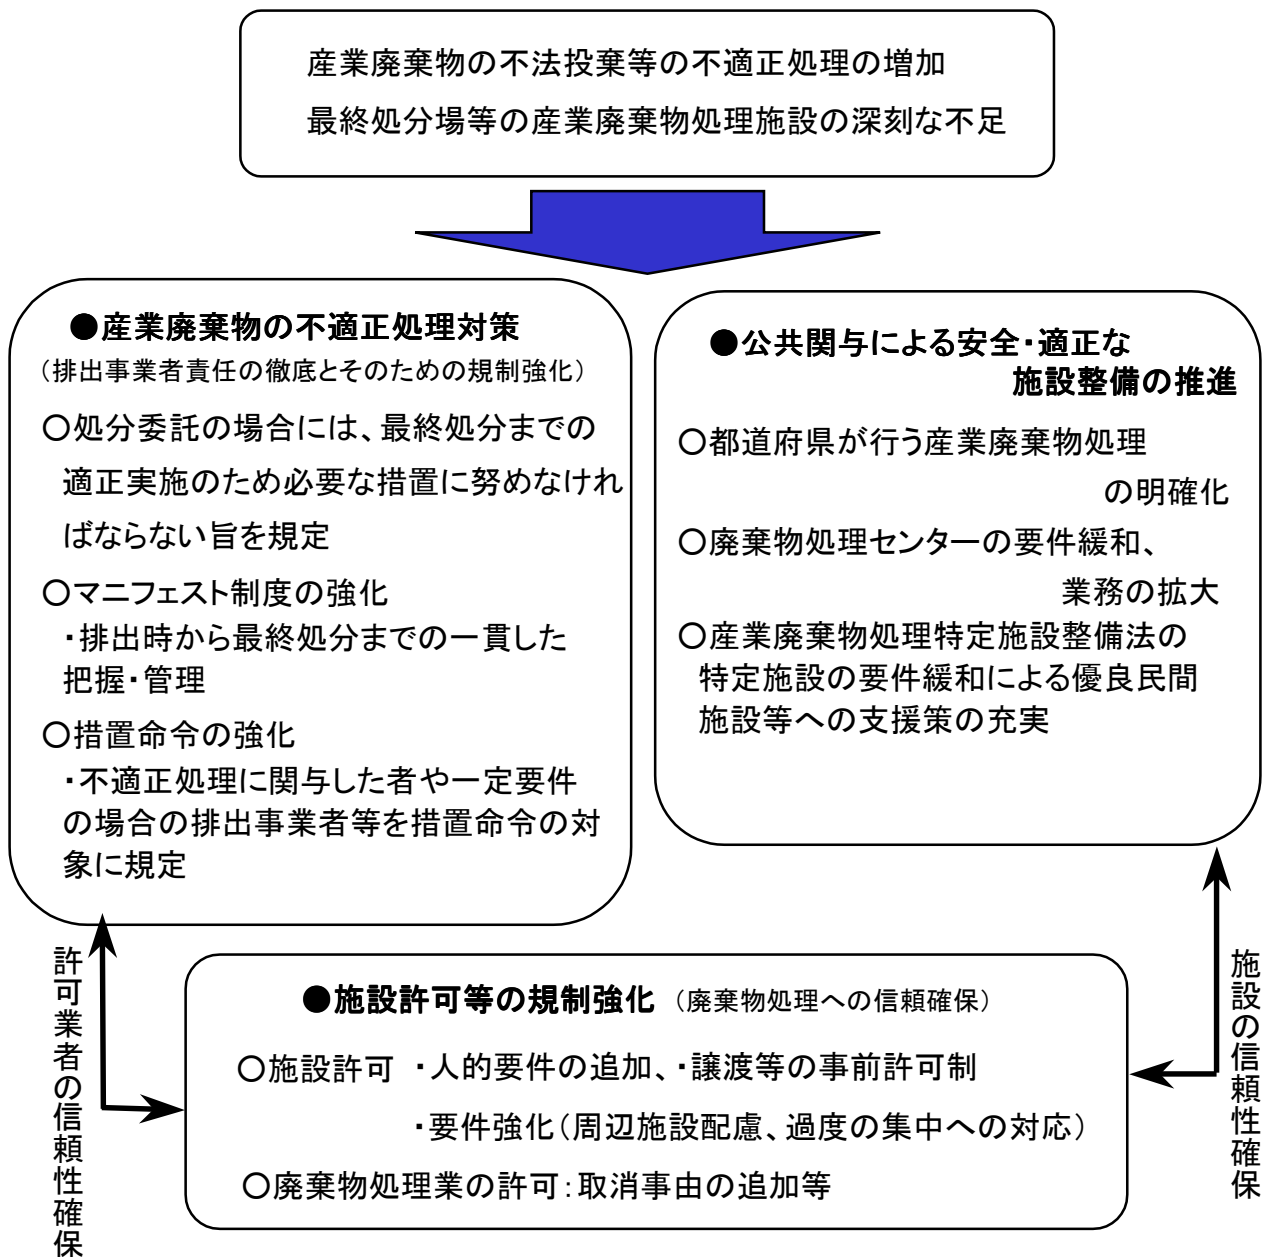 産業廃棄物の不法投棄等の不適正処理の増加
最終処分場等の産業廃棄物処理施設の深刻な不足
●産業廃棄物の不適正処理対策
（排出事業者責任の徹底とそのための規制強化）
○処分委託の場合には、最終処分までの
適正実施のため必要な措置に努めなけれ
ばならない旨を規定
○マニフェスト制度の強化
・排出時から最終処分までの一貫した
把握・管理
○措置命令の強化
・不適正処理に関与した者や一定要件
の場合の排出事業者等を措置命令の対
象に規定
●公共関与による安全・適正な
施設整備の推進
○都道府県が行う産業廃棄物処理
の明確化
○廃棄物処理センターの要件緩和、
業務の拡大
○産業廃棄物処理特定施設整備法の
特定施設の要件緩和による優良民間
施設等への支援策の充実
許可業者の信頼性確保
●施設許可等の規制強化 （廃棄物処理への信頼確保）
○施設許可 ・人的要件の追加、・譲渡等の事前許可制
・要件強化（周辺施設配慮、過度の集中への対応）
○廃棄物処理業の許可：取消事由の追加等
施設の信頼性確保